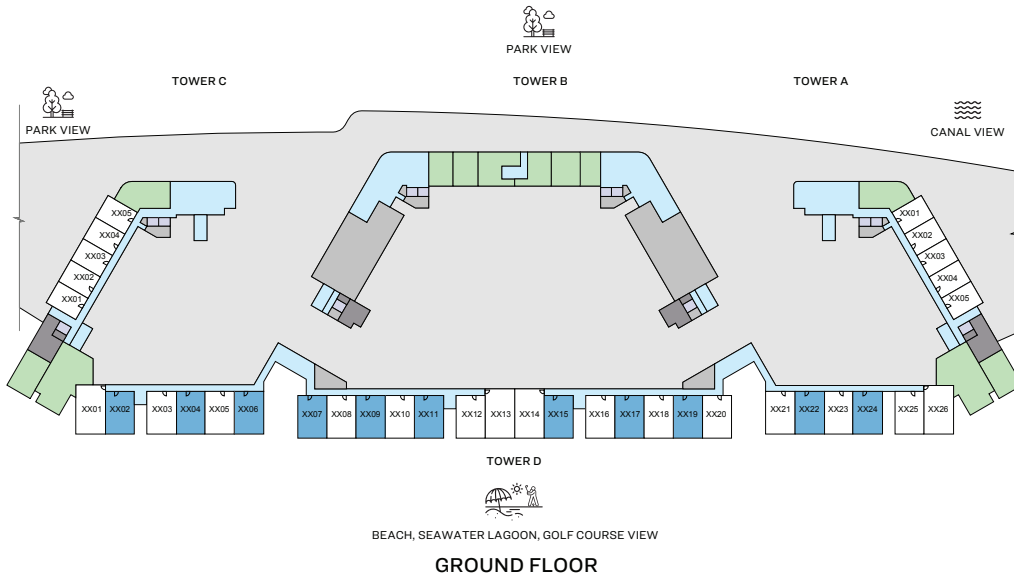 PARK VIEW
TOWER C
TOWER B
TOWER A
PARK VIEW
CANAL VIEW
XX05
XX04
XX03
XX02
XX01
XX01
XX02
XX03
XX04
XX05
XX01
XX02
XX03
XX04
XX05
XX06
XX07
XX08
XX09
XX10
XX11
XX12
XX13
XX14
XX15
XX16
XX17
XX18
XX19
XX20
XX21
XX22
XX23
XX24
XX25
XX26
TOWER D
BEACH, SEAWATER LAGOON, GOLF COURSE VIEW
GROUND FLOOR